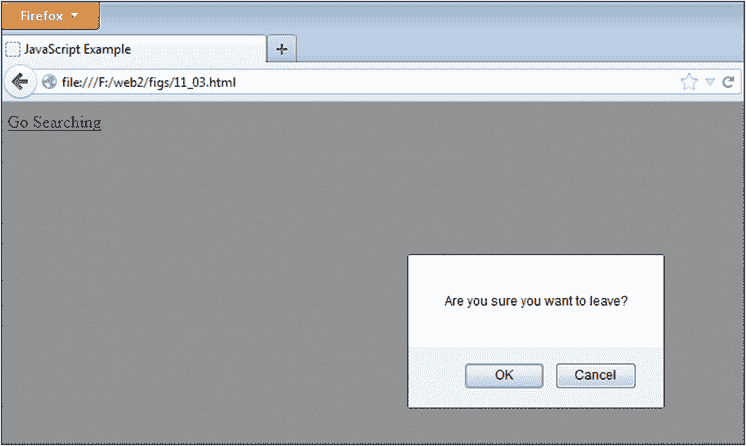 Firefox
JavaScript Example
file:///F:/web2/figs/11_03.html
Go Searching
Are you sure you want to leave?
OK Cancel